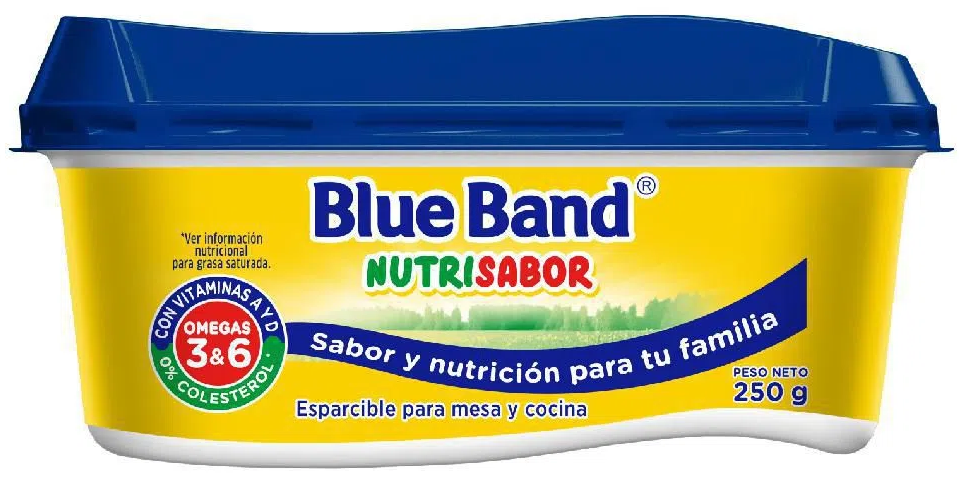 Blue Band®
NUTRISABOR
*Ver información
nutricional
para grasa saturada.
CON VITAMINAS A Y D
OMEGAS
3&6
0% COLESTEROL
Sabor y nutrición para tu familia
PESO NETO
250 g
Esparcible para mesa y cocina